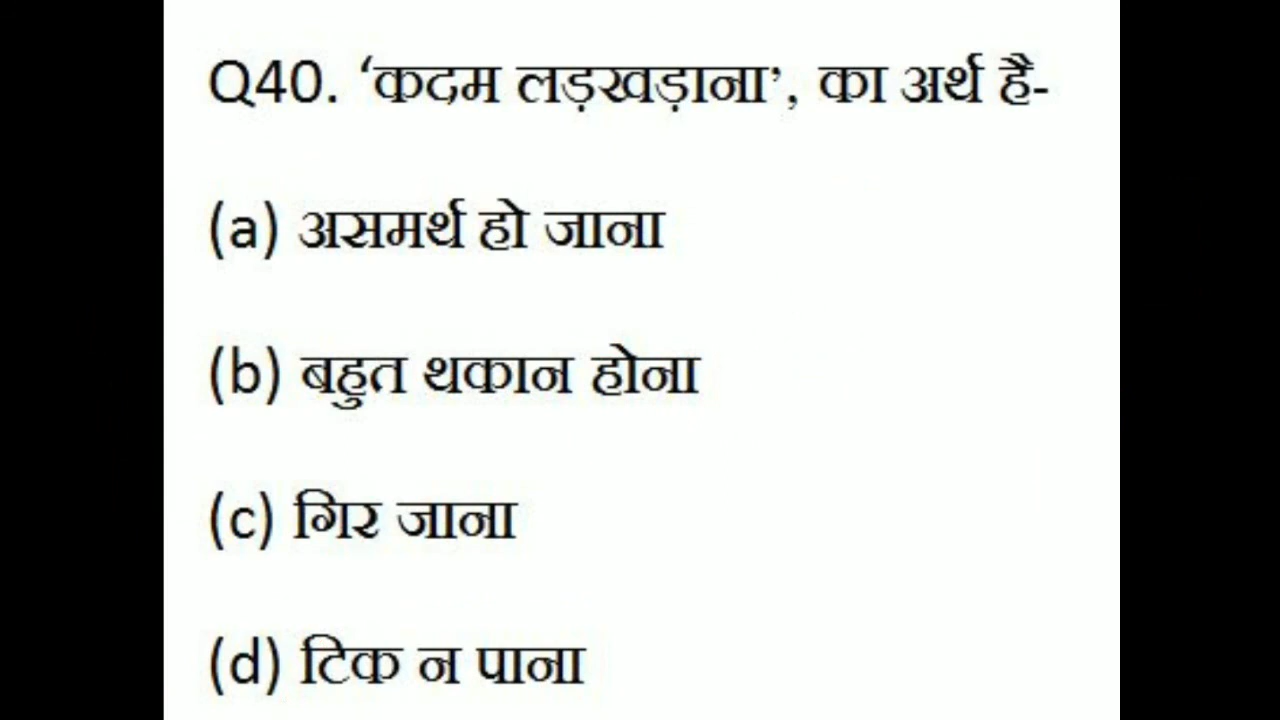 Q40. ‘कदम लड़खड़ाना’, का अर्थ है-
(a) असमर्थ हो जाना
(b) बहुत थकान होना
(c) गिर जाना
(d) टिक न पाना